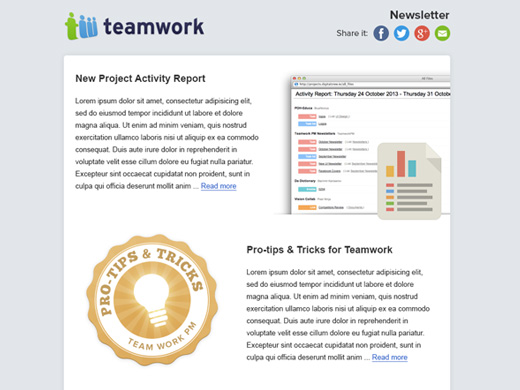 teamwork
Newsletter
Share it:
New Project Activity Report
Lorem ipsum dolor sit amet, consectetur adipisicing elit,
sed do eiusmod tempor incididunt ut labore et dolore
magna aliqua. Ut enim ad minim veniam, quis nostrud
exercitation ullamco laboris nisi ut aliquip ex ea commodo
consequat. Duis aute irure dolor in reprehenderit in
voluptate velit esse cillum dolore eu fugiat nulla pariatur.
Excepteur sint occaecat cupidatat non proident, sunt in
culpa qui officia deserunt mollit anim ... Read more
Activity Report: Thursday 24 October 2013 - Thursday 31 Octo
PRO-TIPS & TRICKS
TEAM WORK PM
Pro-tips & Tricks for Teamwork
Lorem ipsum dolor sit amet, consectetur adipisicing elit,
sed do eiusmod tempor incididunt ut labore et dolore
magna aliqua. Ut enim ad minim veniam, quis nostrud
exercitation ullamco laboris nisi ut aliquip ex ea commodo
consequat. Duis aute irure dolor in reprehenderit in
voluptate velit esse cillum dolore eu fugiat nulla pariatur.
Excepteur sint occaecat cupidatat non proident, sunt in
culpa qui officia deserunt mollit anim ... Read more